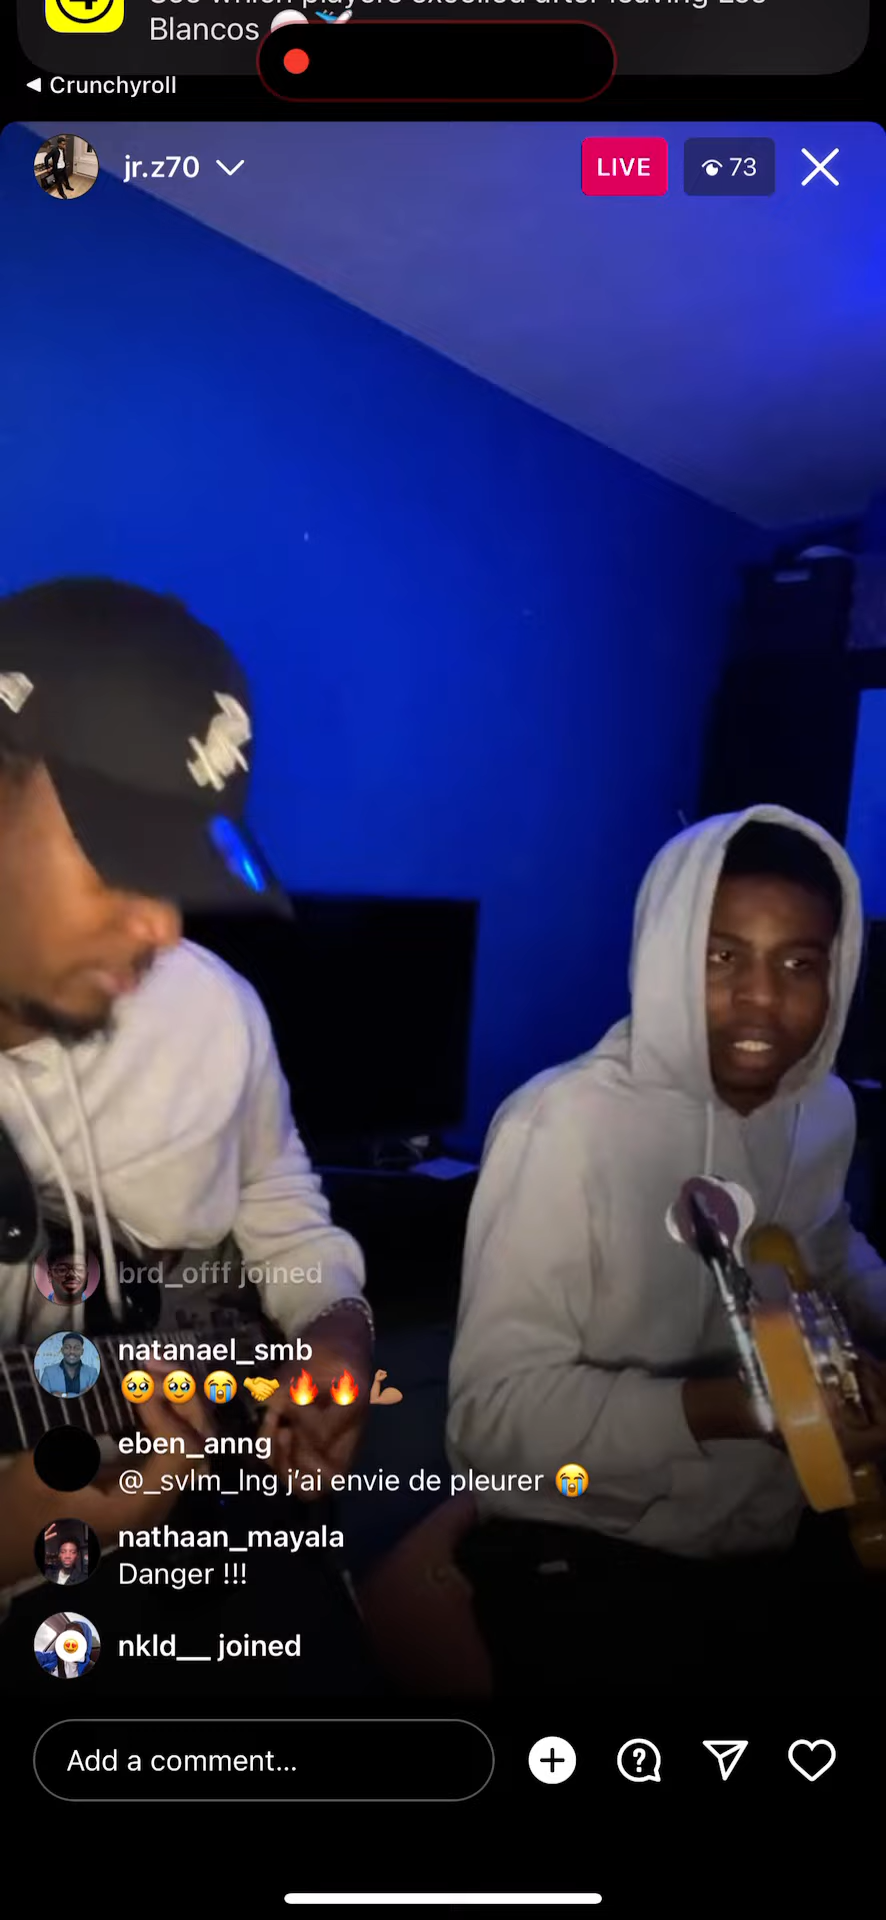 Blancos
◀ Crunchyroll
jr.z70
LIVE
73
brd_offf joined
natanael_smb
🥹🥹😭🤝🔥🔥💪🏽
eben_anng
@_svlm_lng j'ai envie de pleurer 😭
nathaan_mayala
Danger !!!
nkld__ joined
Add a comment...